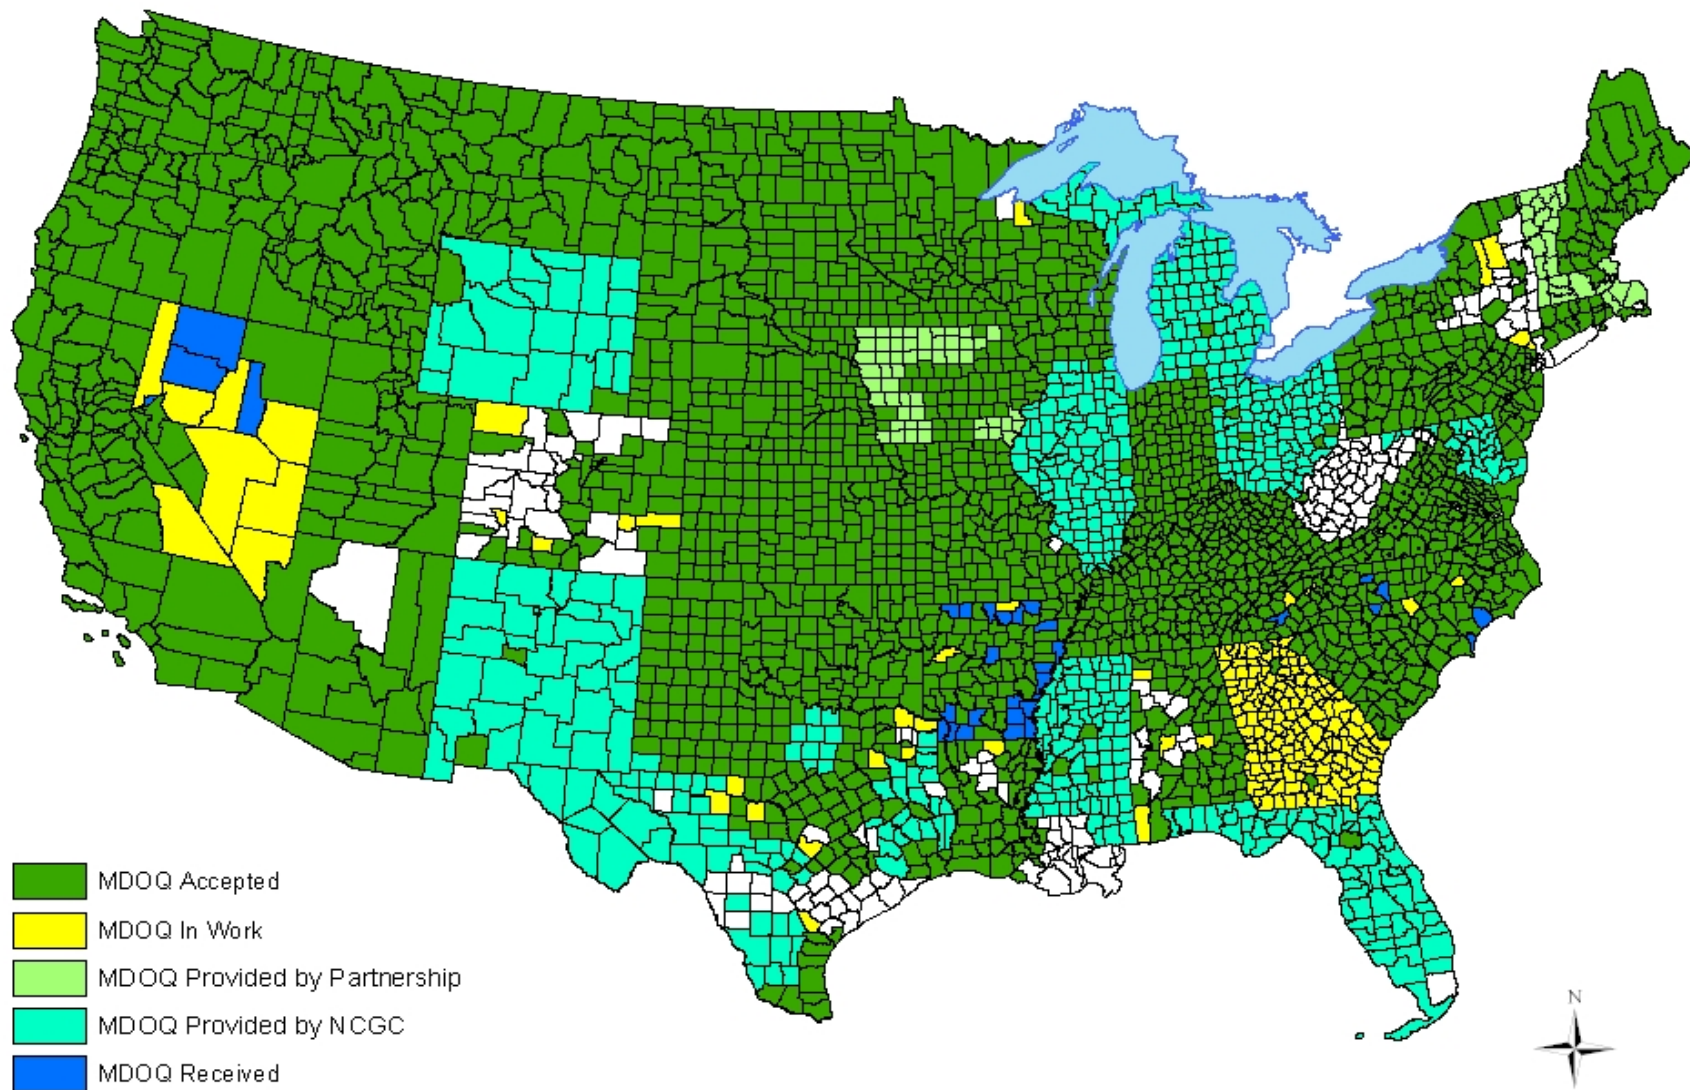 MDOQ Accepted
MDOQ In Work
MDOQ Provided by Partnership
MDOQ Provided by NCGC
MDOQ Received
N